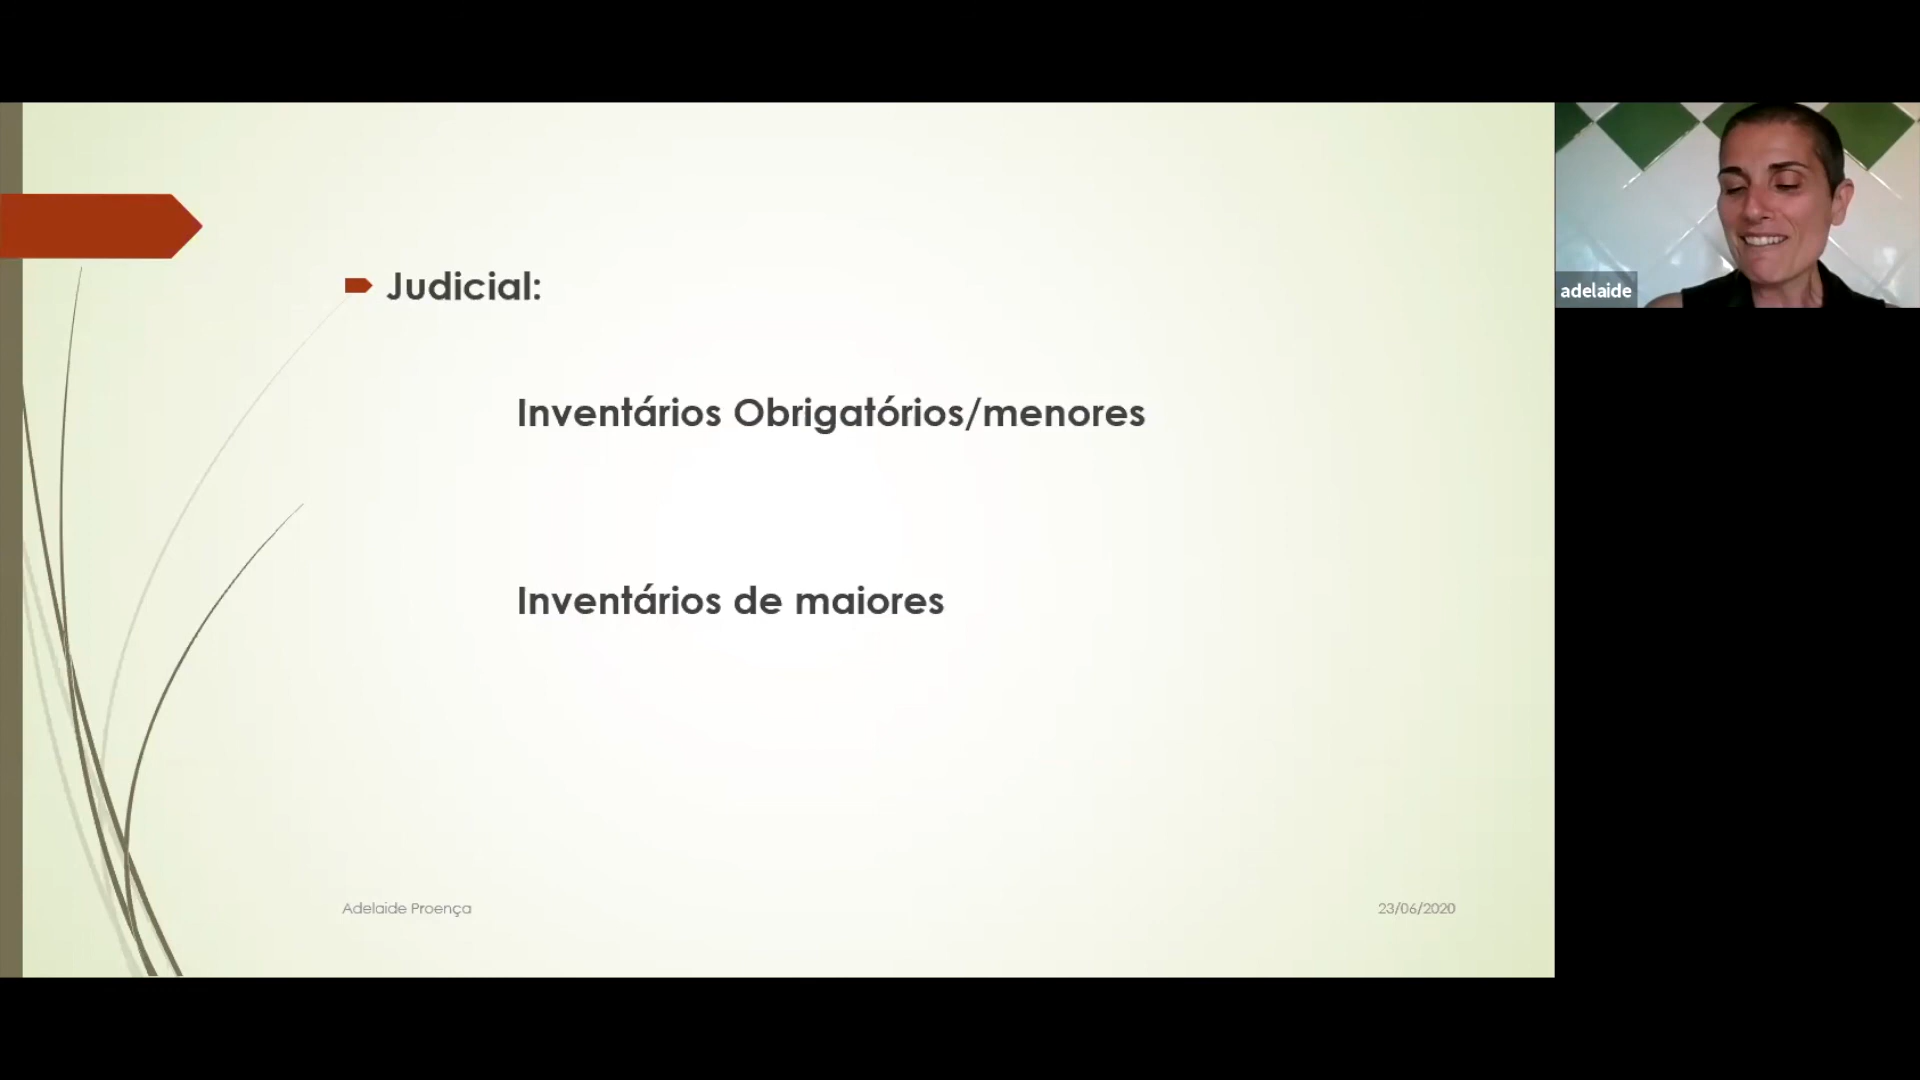 Judicial:
Inventários Obrigatórios/menores
Inventários de maiores
Adelaide Proença
23/06/2020
adelaide